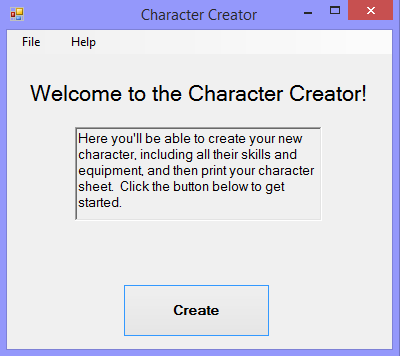 Character Creator
File Help
Welcome to the Character Creator!
Here you'll be able to create your new
character, including all their skills and
equipment, and then print your character
sheet.  Click the button below to get
started.
Create